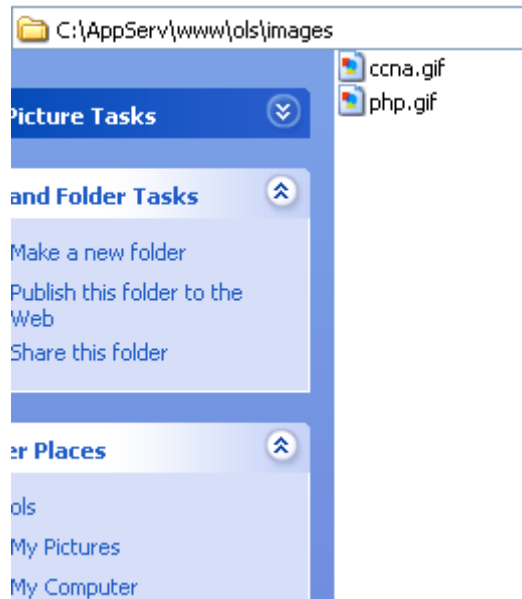 C:\AppServ\www\ols\images
ccna.gif
php.gif
Picture Tasks
and Folder Tasks
Make a new folder
Publish this folder to the
Web
Share this folder
er Places
ols
My Pictures
My Computer